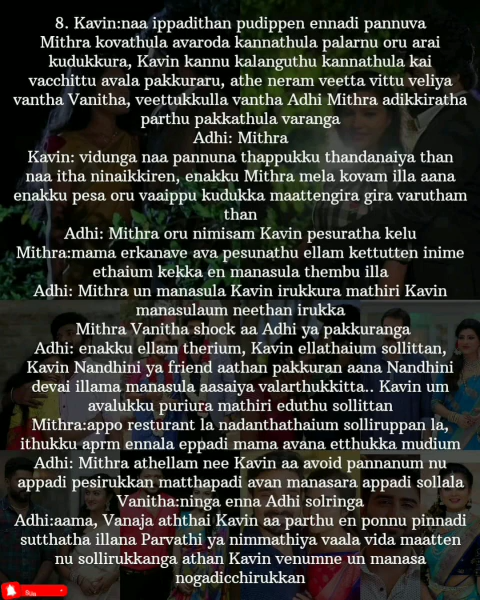 8. Kavin:naa ippadithan pudippen ennadi pannuva
Mithra kovathula avaroda kannathula palarnu oru arai
kudukkura, Kavin kannu kalanguthu kannathula kai
vacchittu avala pakkuraru, athe neram veetta vittu veliya
vantha Vanitha, veettukkulla vantha Adhi Mithra adikkiratha
parthu pakkathula varanga
Adhi: Mithra
Kavin: vidunga naa pannuna thappukku thandanaiya than
naa itha ninaikkiren, enakku Mithra mela kovam illa aana
enakku pesa oru vaaippu kudukka maattengira gira varutham
than
Adhi: Mithra oru nimisam Kavin pesuratha kelu
Mithra:mama erkanave ava pesunathu ellam kettutten inime
ethaium kekka en manasula thembu illa
Adhi: Mithra un manasula Kavin irukkura mathiri Kavin
manasulaum neethan irukka
Mithra Vanitha shock aa Adhi ya pakkuranga
Adhi: enakku ellam therium, Kavin ellathaium sollittan,
Kavin Nandhini ya friend aathan pakkuran aana Nandhini
devai illama manasula aasaiya valarthukkitta.. Kavin um
avalukku puriura mathiri eduthu sollittan
Mithra:appo resturant la nadanthathaium solliruppan la,
ithukku aprm ennala eppadi mama avana etthukka mudium
Adhi: Mithra athellam nee Kavin aa avoid pannanum nu
appadi pesirukkan matthapadi avan manasara appadi sollala
Vanitha:ninga enna Adhi solringa
Adhi:aama, Vanaja aththai Kavin aa parthu en ponnu pinnadi
sutthatha illana Parvathi ya nimmathiya vaala vida maatten
nu sollirukkanga athan Kavin venumne un manasa
nogadicchirukkan